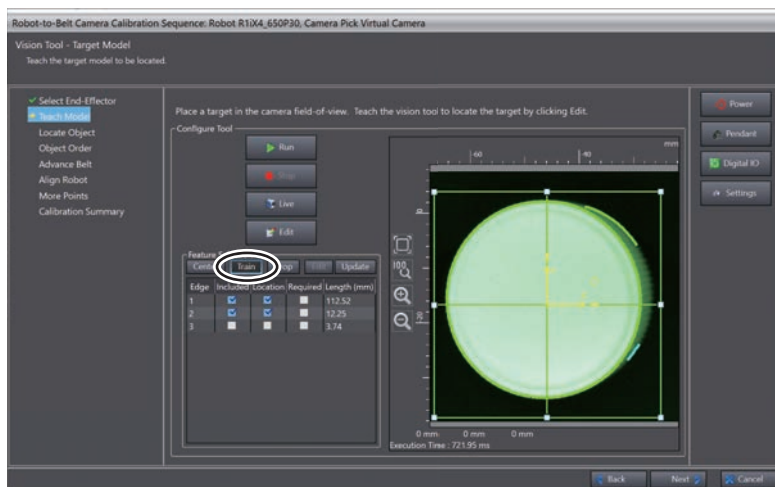 Robot-to-Belt Camera Calibration Sequence: Robot R1iX4_650P30, Camera Pick Virtual Camera
Vision Tool - Target Model
Teach the target model to be located.
Select End-Effector
Teach Model
Locate Object
Object Order
Advance Belt
Align Robot
More Points
Calibration Summary
Place a target in the camera field-of-view. Teach the vision tool to locate the target by clicking Edit.
Configure Tool
Run
Stop
Live
Edit
Feature
Train
Update
Edge Included Location Required Length (mm)
1 112.52
2 12.25
3 3.74
mm
100
0 mm 0 mm 0 mm
Execution Time : 721.95 ms
Power
Pendant
Digital IO
Settings
Back Next Cancel